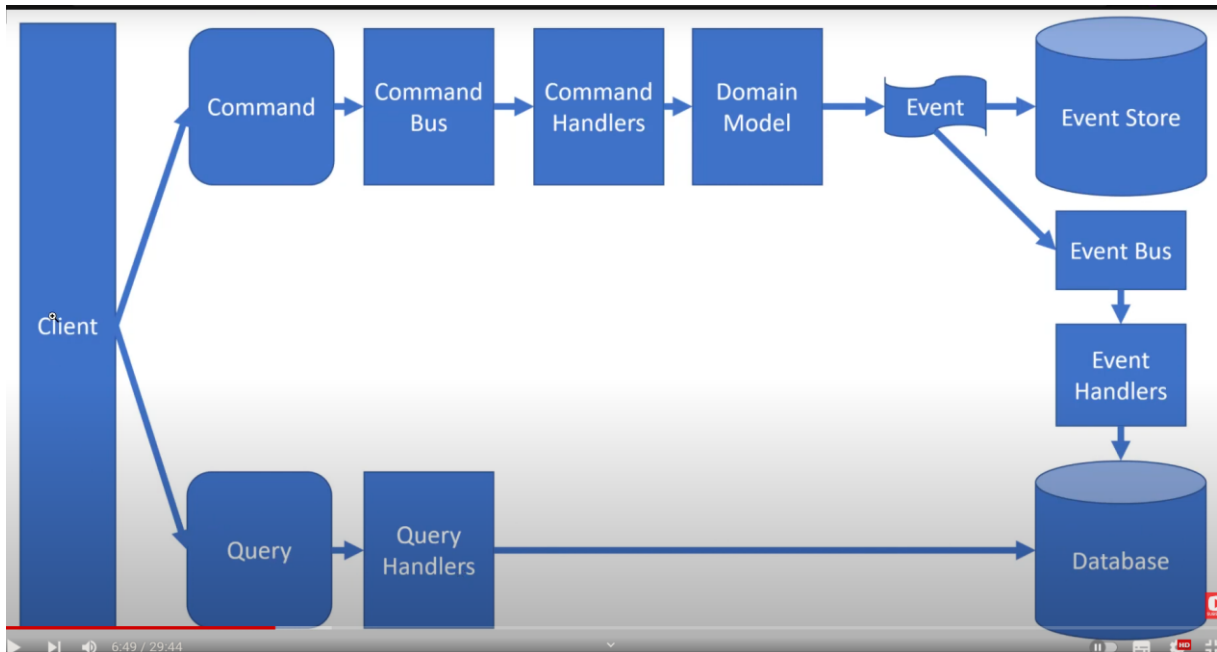 Command
Command
Bus
Command
Handlers
Domain
Model
Event
Event Store
Event Bus
Client
Event
Handlers
Query
Query
Handlers
Database
6:49 / 29:44
HD